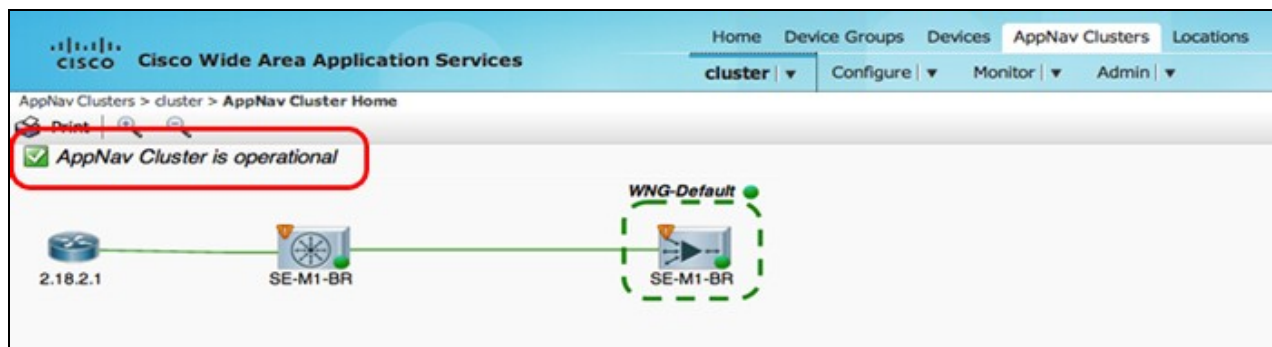 Home Device Groups Devices AppNav Clusters Locations
CISCO Cisco Wide Area Application Services
cluster Configure Monitor Admin
AppNav Clusters > cluster > AppNav Cluster Home
Print
AppNav Cluster is operational
WNG-Default
2.18.2.1 SE-M1-BR SE-M1-BR